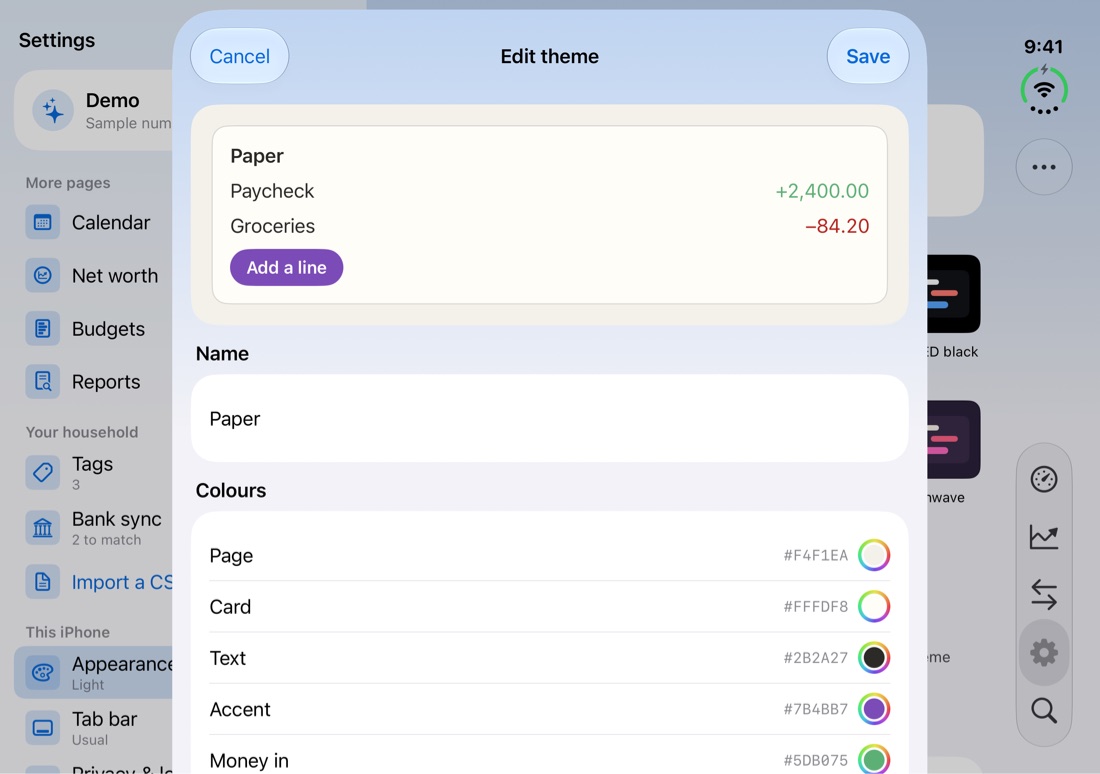 Settings
Demo
Sample num
More pages
Calendar
Net worth
Budgets
Reports
Your household
Tags
3
Bank sync
2 to match
Import a CS
This iPhone
Appearance
Light
Tab bar
Usual
Cancel
Edit theme
Save
Paper
Paycheck +2,400.00
Groceries −84.20
Add a line
Name
Paper
Colours
Page #F4F1EA
Card #FFFDF8
Text #2B2A27
Accent #7B4BB7
Money in #5DB075
9:41
ED black
nwave
eme